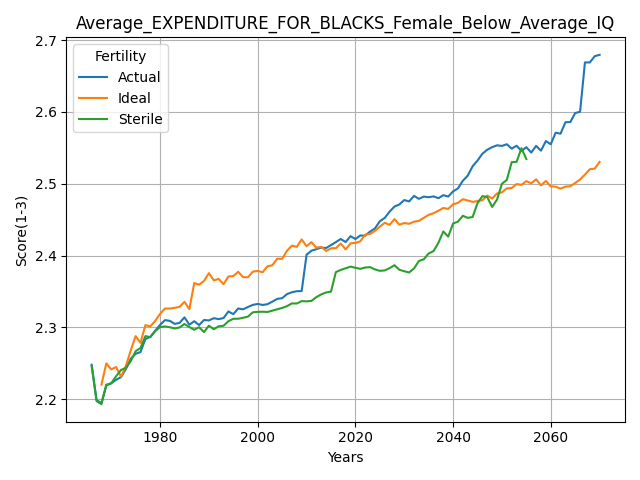 Average_EXPENDITURE_FOR_BLACKS_Female_Below_Average_IQ
Fertility
Actual
Ideal
Sterile
Score(1-3)
2.7
2.6
2.5
2.4
2.3
2.2
1980
2000
2020
2040
2060
Years